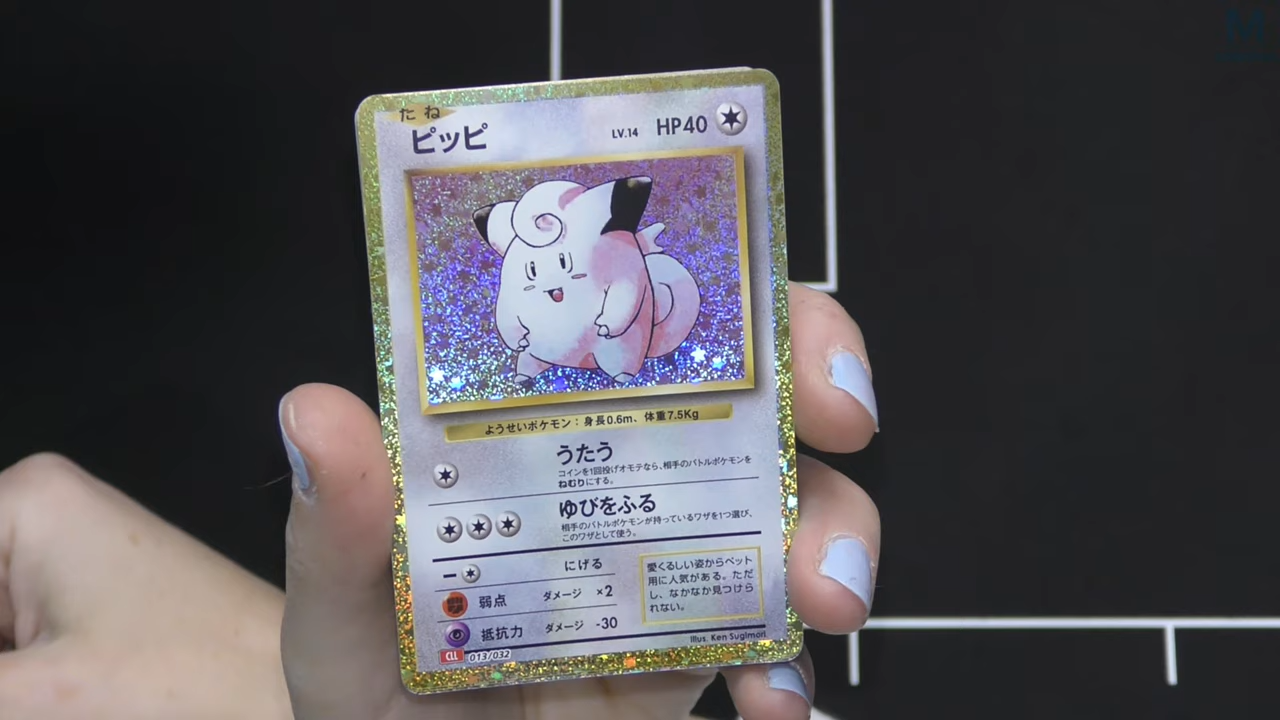 たね
ピッピ
LV.14 HP40
ようせいポケモン：身長0.6m、体重7.5Kg
うたう
コインを1回投げオモテなら、相手のバトルポケモンを
ねむりにする。
ゆびをふる
相手のバトルポケモンが持っているワザを1つ選び、
このワザとして使う。
にげる
弱点 ダメージ ×2
抵抗力 ダメージ -30
愛くるしい姿からペット
用に人気がある。ただ
し、なかなか見つけら
れない。
Illus. Ken Sugimori
CLL 013/032
M